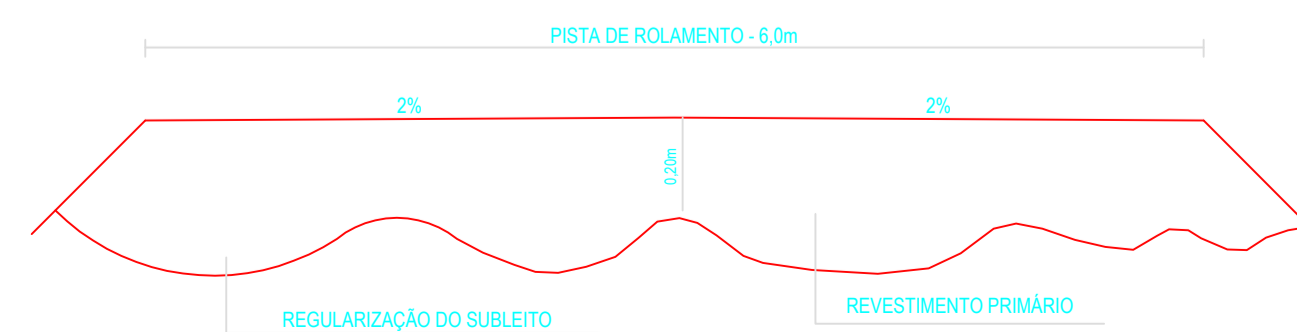 PISTA DE ROLAMENTO - 6,0m
2%
2%
0,20m
REVESTIMENTO PRIMÁRIO
REGULARIZAÇÃO DO SUBLEITO